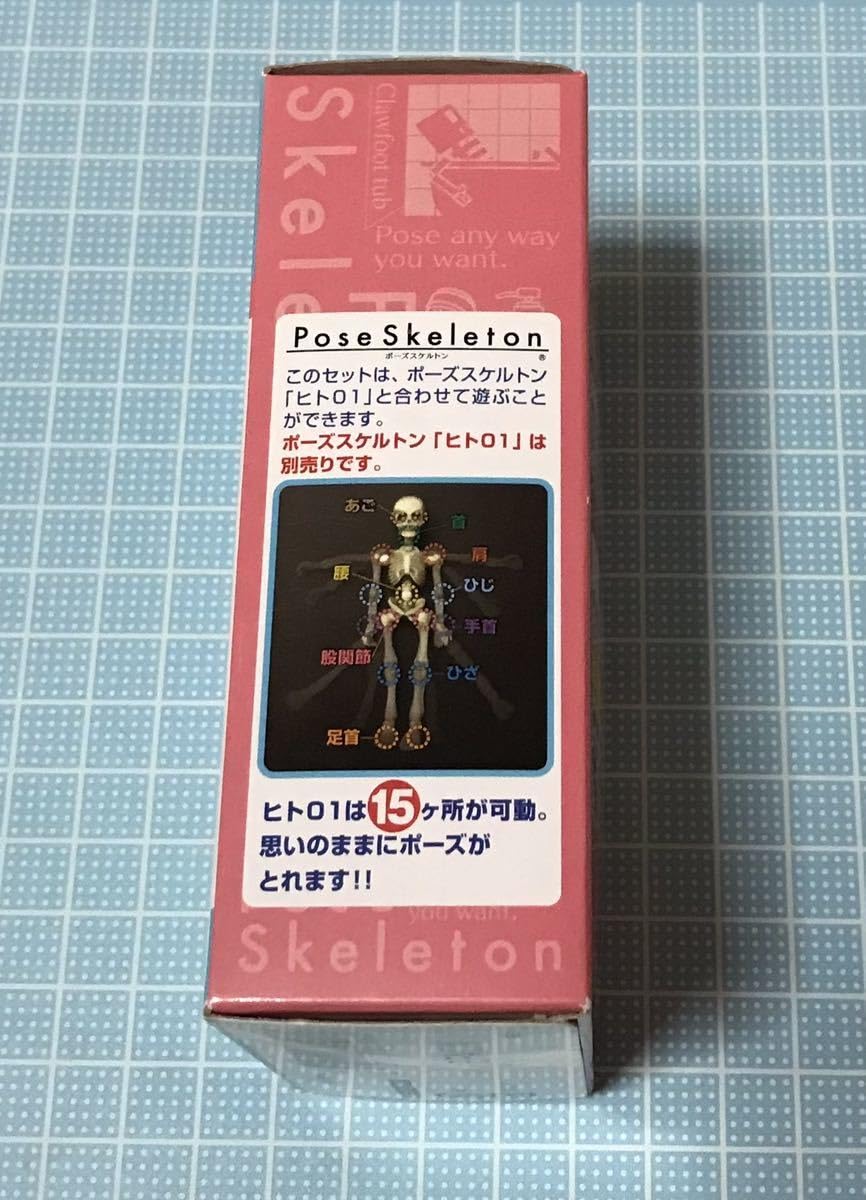 Skele
Clawfoot tub
Pose any way
you want.
Pose Skeleton
ポーズスケルトン
®
このセットは、ポーズスケルトン
「ヒト01」と合わせて遊ぶこと
ができます。
ポーズスケルトン「ヒト01」は
別売りです。
あご
首
肩
腰
ひじ
手首
股関節
ひざ
足首
ヒト01は15ヶ所が可動。
思いのままにポーズが
とれます!!
you want.
Skeleton